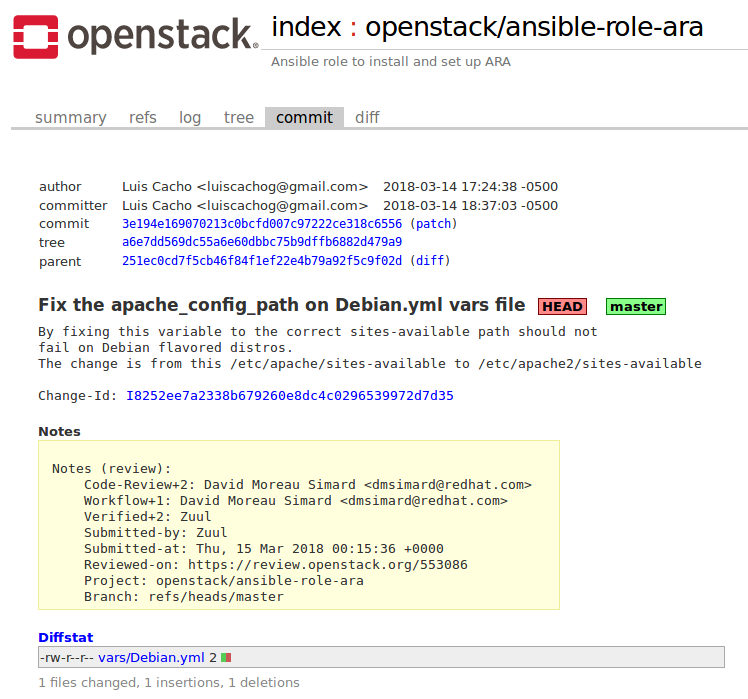 openstack®
index : openstack/ansible-role-ara
Ansible role to install and set up ARA
summary refs log tree commit diff
author Luis Cacho <luiscachog@gmail.com> 2018-03-14 17:24:38 -0500
committer Luis Cacho <luiscachog@gmail.com> 2018-03-14 18:37:03 -0500
commit 3e194e169070213c0bcfd007c97222ce318c6556 (patch)
tree a6e7dd569dc55a6e60dbbc75b9dffb6882d479a9
parent 251ec0cd7f5cb46f84f1ef22e4b79a92f5c9f02d (diff)
Fix the apache_config_path on Debian.yml vars file HEAD master
By fixing this variable to the correct sites-available path should not
fail on Debian flavored distros.
The change is from this /etc/apache/sites-available to /etc/apache2/sites-available
Change-Id: I8252ee7a2338b679260e8dc4c0296539972d7d35
Notes
Notes (review):
Code-Review+2: David Moreau Simard <dmsimard@redhat.com>
Workflow+1: David Moreau Simard <dmsimard@redhat.com>
Verified+2: Zuul
Submitted-by: Zuul
Submitted-at: Thu, 15 Mar 2018 00:15:36 +0000
Reviewed-on: https://review.openstack.org/553086
Project: openstack/ansible-role-ara
Branch: refs/heads/master
Diffstat
-rw-r--r-- vars/Debian.yml 2
1 files changed, 1 insertions, 1 deletions